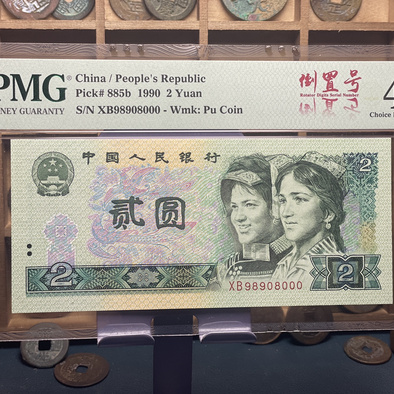 PMG
MONEY GUARANTY
China / People's Republic
Pick# 885b 1990 2 Yuan
S/N XB98908000 - Wmk: Pu Coin
倒置号
Rotator Digits Serial Number
Choice
中国人民银行
2
贰圆
2
2
XB98908000